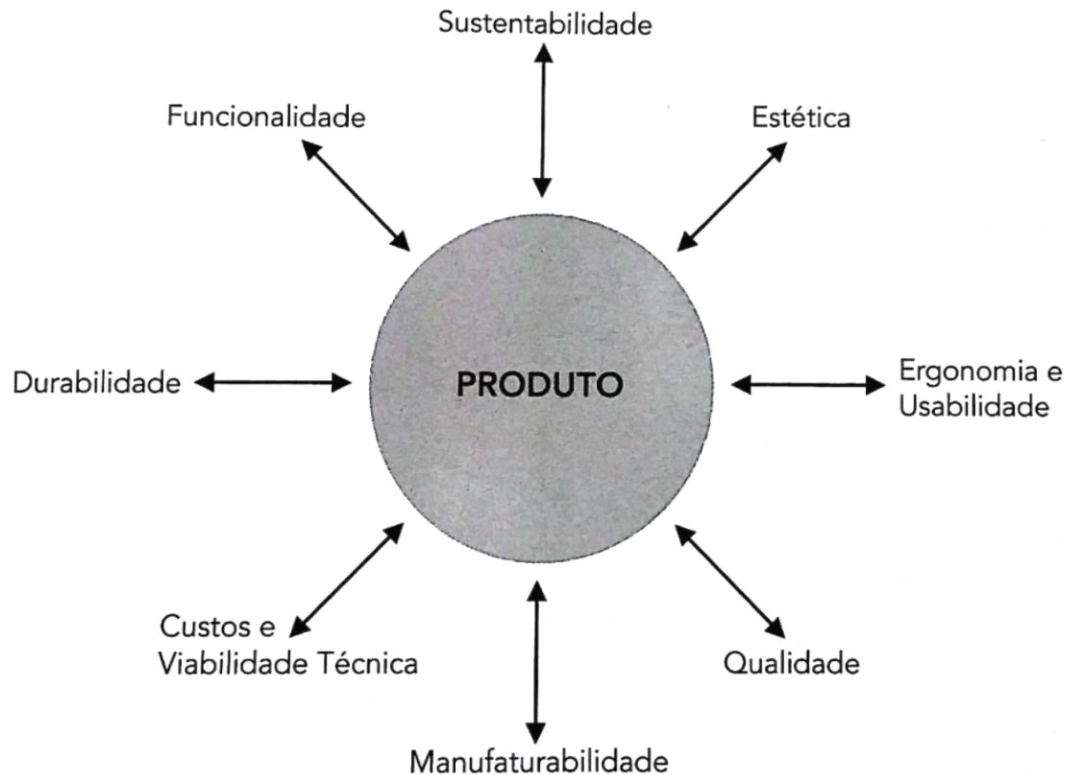 Sustentabilidade
Funcionalidade
Estética
Durabilidade
PRODUTO
Ergonomia e
Usabilidade
Custos e
Viabilidade Técnica
Qualidade
Manufaturabilidade